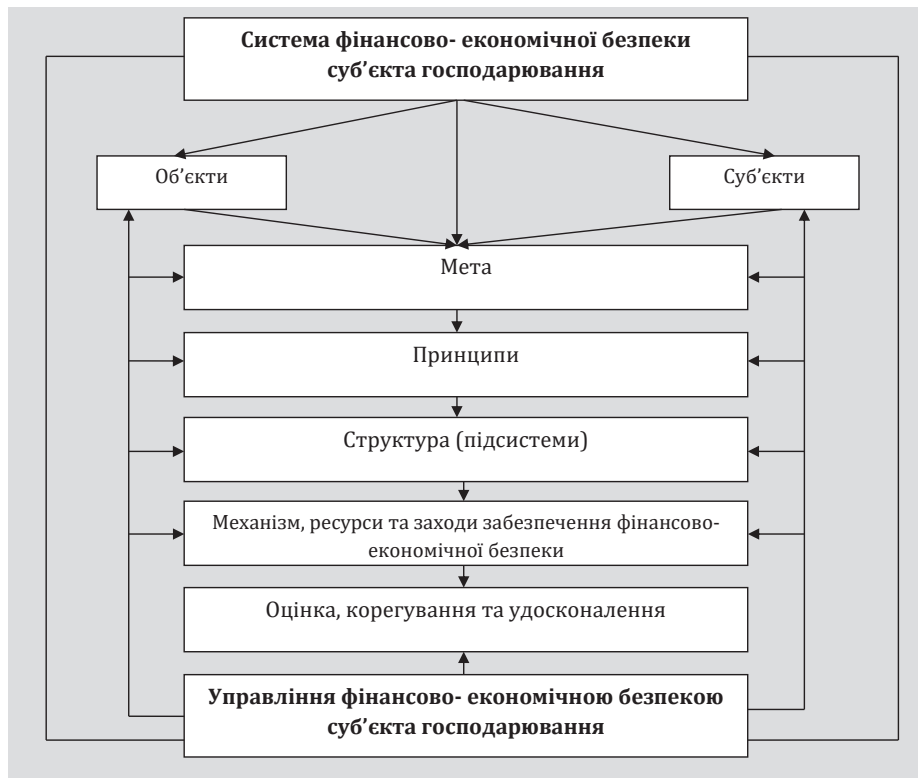 Система фінансово- економічної безпеки
суб’єкта господарювання
Об’єкти
Суб’єкти
Мета
Принципи
Структура (підсистеми)
Механізм, ресурси та заходи забезпечення фінансово-
економічної безпеки
Оцінка, корегування та удосконалення
Управління фінансово- економічною безпекою
суб’єкта господарювання